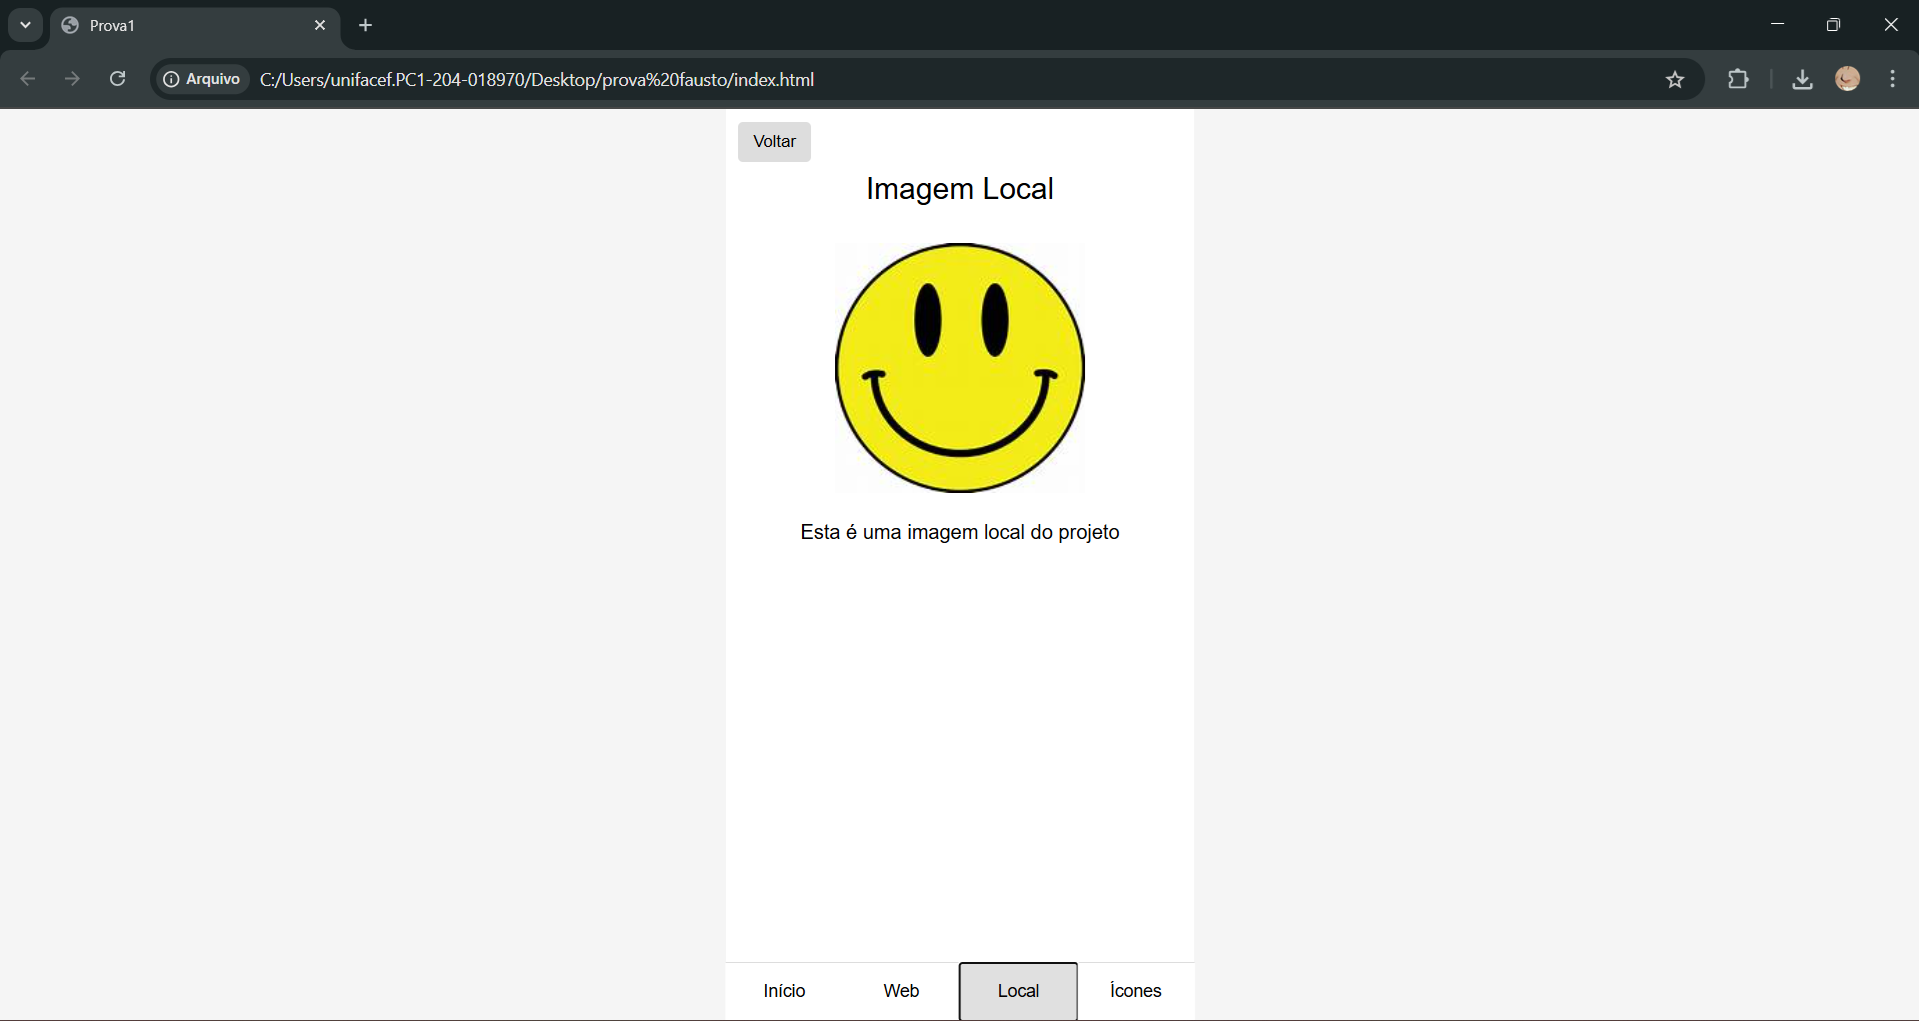 Prova1
Arquivo C:/Users/unifacef.PC1-204-018970/Desktop/prova%20fausto/index.html
Voltar
Imagem Local
Esta é uma imagem local do projeto
Início Web Local Ícones